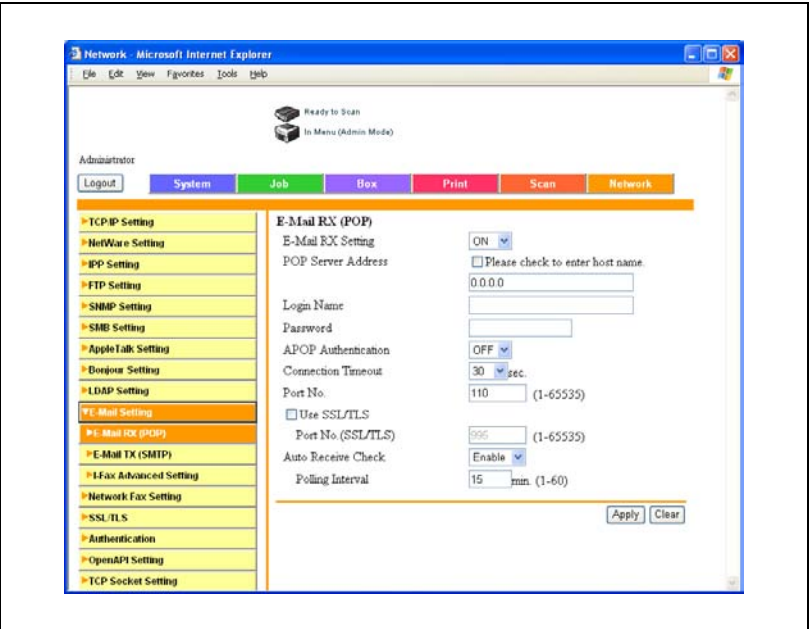 Network - Microsoft Internet Explorer
File Edit View Favorites Tools Help
Ready to Scan
In Menu (Admin Mode)
Administrator
Logout System Job Box Print Scan Network
TCP/IP Setting
NetWare Setting
IPP Setting
FTP Setting
SNMP Setting
SMB Setting
AppleTalk Setting
Bonjour Setting
LDAP Setting
E-Mail Setting
E-Mail RX (POP)
E-Mail TX (SMTP)
I-Fax Advanced Setting
Network Fax Setting
SSL/TLS
Authentication
OpenAPI Setting
TCP Socket Setting
E-Mail RX (POP)
E-Mail RX Setting ON
POP Server Address Please check to enter host name.
0.0.0.0
Login Name
Password
APOP Authentication OFF
Connection Timeout 30 sec.
Port No. 110 (1-65535)
Use SSL/TLS
Port No.(SSL/TLS) 995 (1-65535)
Auto Receive Check Enable
Polling Interval 15 min. (1-60)
Apply Clear